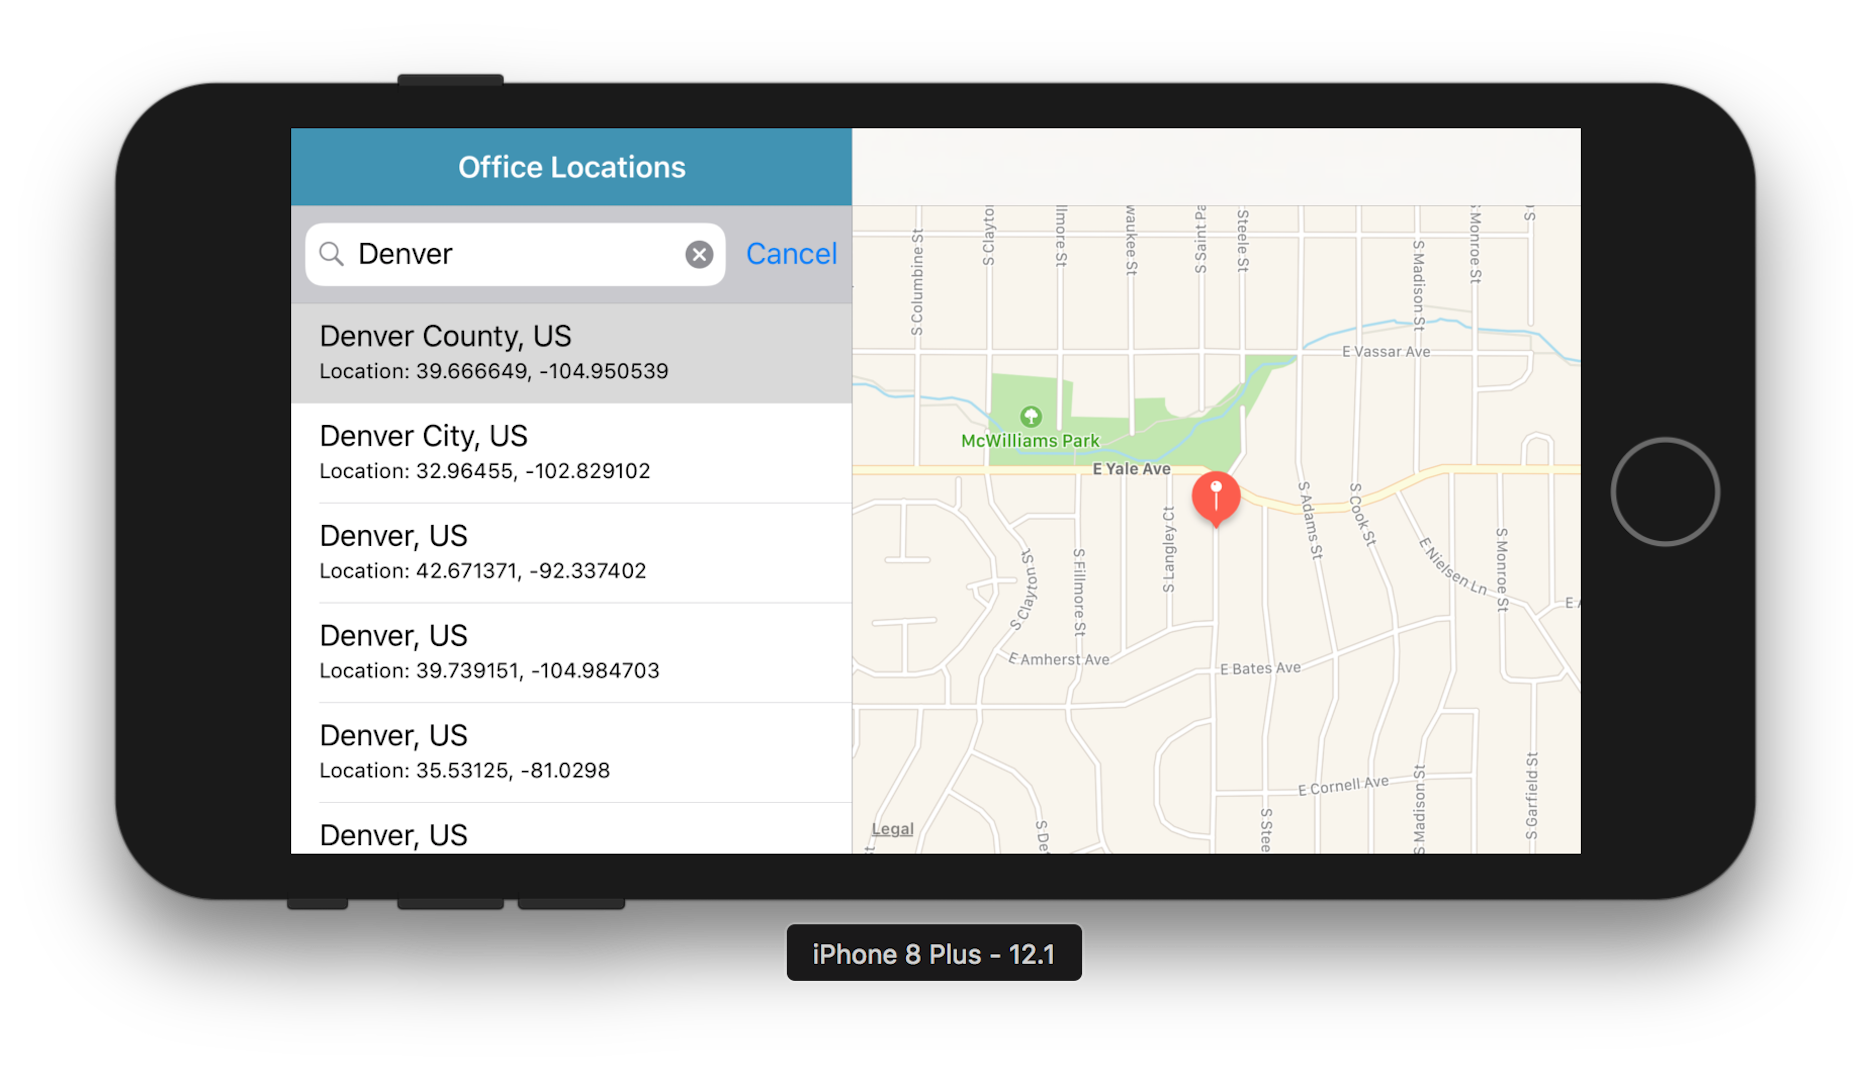 Office Locations
Denver
Cancel
Denver County, US
Location: 39.666649, -104.950539
Denver City, US
Location: 32.96455, -102.829102
Denver, US
Location: 42.671371, -92.337402
Denver, US
Location: 39.739151, -104.984703
Denver, US
Location: 35.53125, -81.0298
Denver, US
S Columbine St
S Clayto
llmore St
waukee St
S Saint Pa
Steele St
S Madison St
S Monroe St
S
E Vassar Ave
McWilliams Park
E Yale Ave
S Langley Ct
S Adams St
S Cook St
E Nielsen Ln
S Monroe St
E A
S Clayton St
S Fillmore St
E Amherst Ave
E Bates Ave
E Cornell Ave
S Madison St
S Garfield St
S Stee
S De
Legal
st
iPhone 8 Plus - 12.1